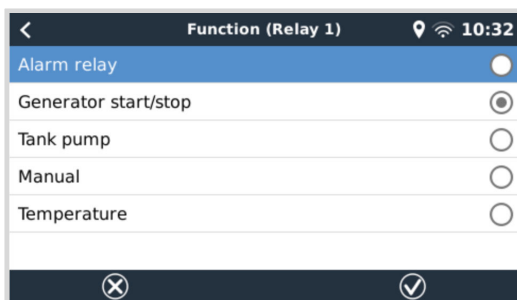 Function (Relay 1) 10:32
Alarm relay
Generator start/stop
Tank pump
Manual
Temperature